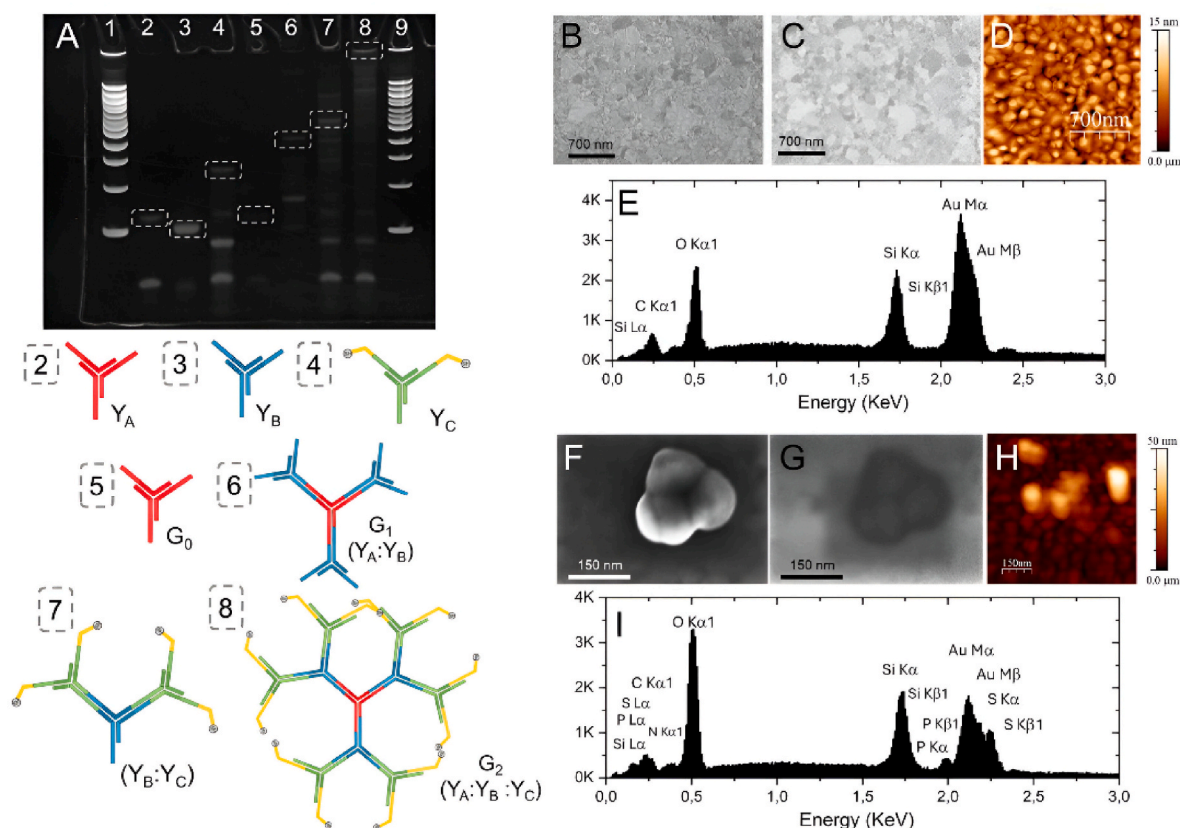 A 1 2 3 4 5 6 7 8 9
2
Y_A
3
Y_B
4
Y_C
5
G_0
6
G_1
(Y_A:Y_B)
7
(Y_B:Y_C)
8
G_2
(Y_A:Y_B :Y_C)
B
700 nm
C
700 nm
D
700nm
15 nm
0.0 µm
E
4K
3K
2K
1K
0K
Si Lα
C Kα1
O Kα1
Si Kα
Si Kβ1
Au Mα
Au Mβ
0,0 0,5 1,0 1,5 2,0 2,5 3,0
Energy (KeV)
F
150 nm
G
150 nm
H
150nm
50 nm
0.0 µm
I
4K
3K
2K
1K
0K
O Kα1
C Kα1
S Lα
P Lα
N Kα1
Si Lα
Si Kα
Si Kβ1
P Kβ1
P Kα
Au Mα
Au Mβ
S Kα
S Kβ1
0,0 0,5 1,0 1,5 2,0 2,5 3,0
Energy (KeV)